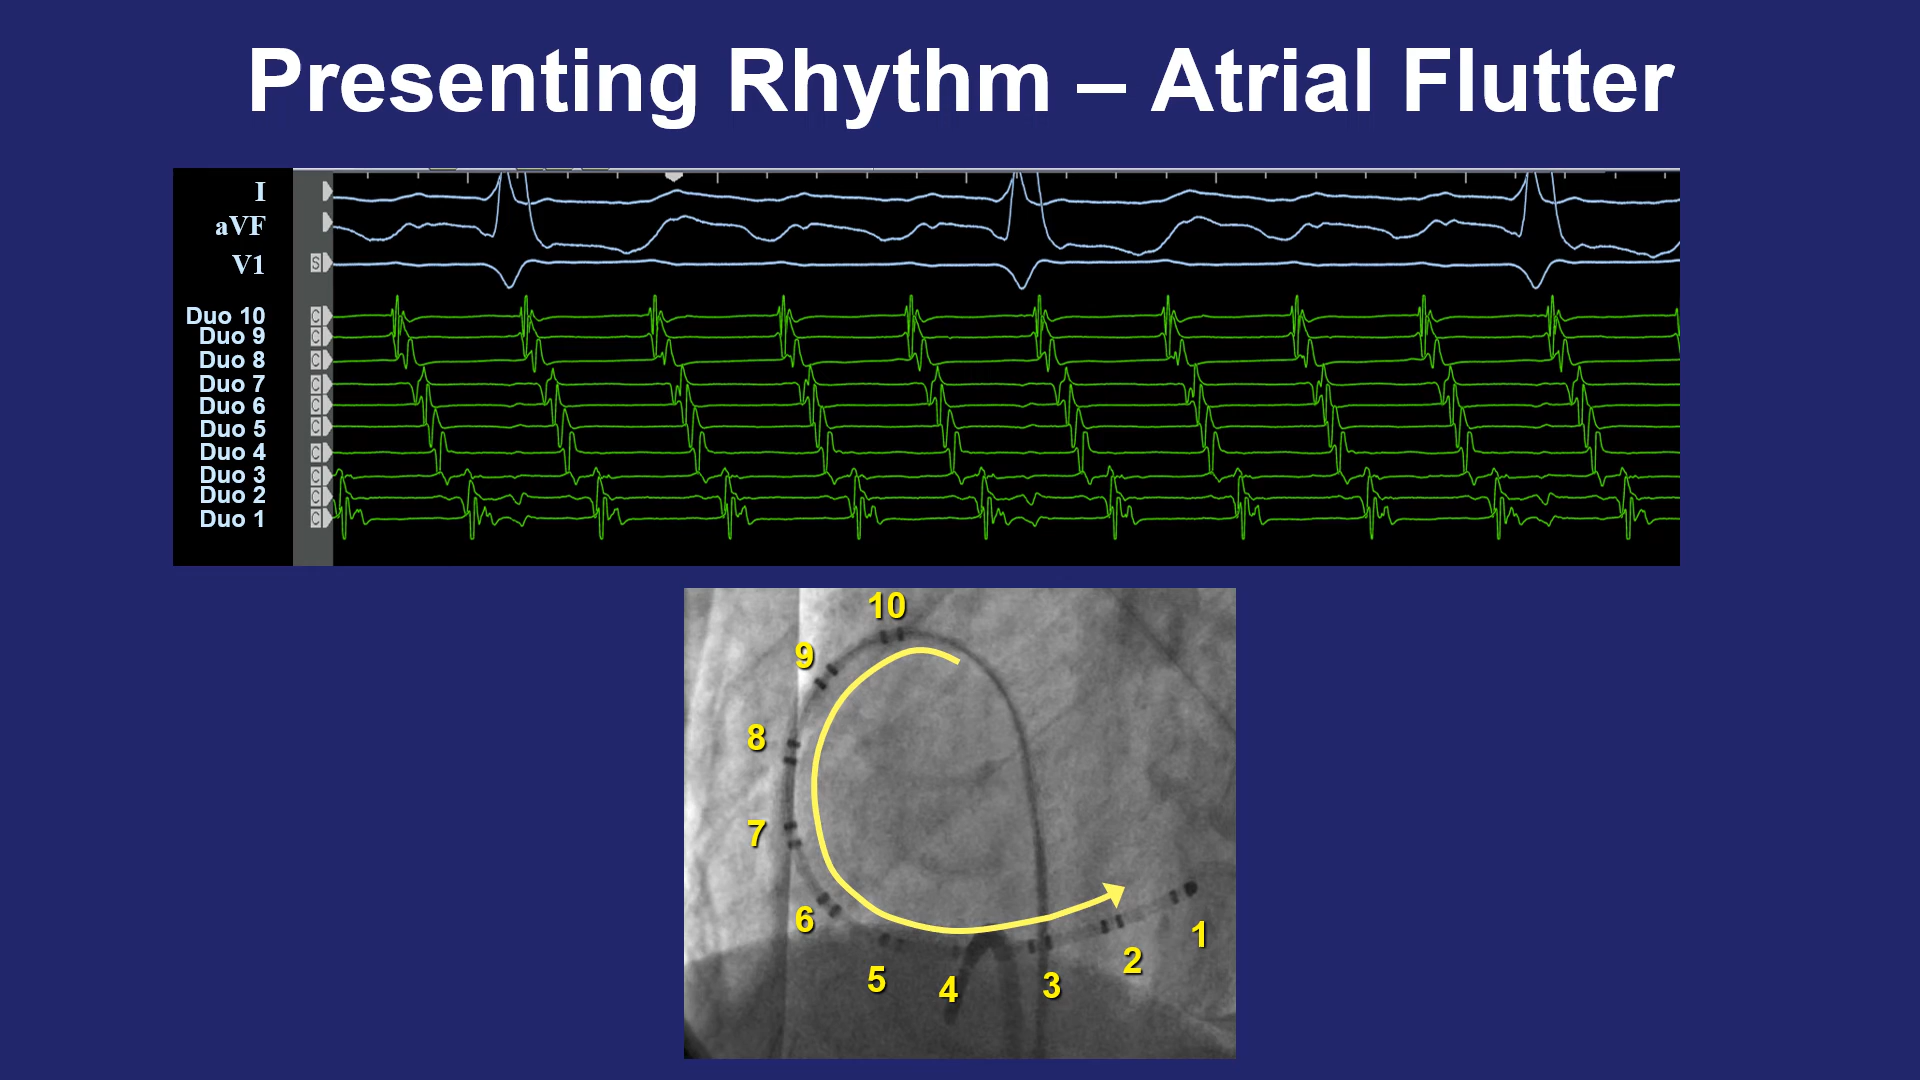 Presenting Rhythm – Atrial Flutter
I
aVF
V1
S
Duo 10
C
Duo 9
C
Duo 8
C
Duo 7
C
Duo 6
C
Duo 5
C
Duo 4
C
Duo 3
C
Duo 2
C
Duo 1
C
10
9
8
7
6
5
4
3
2
1